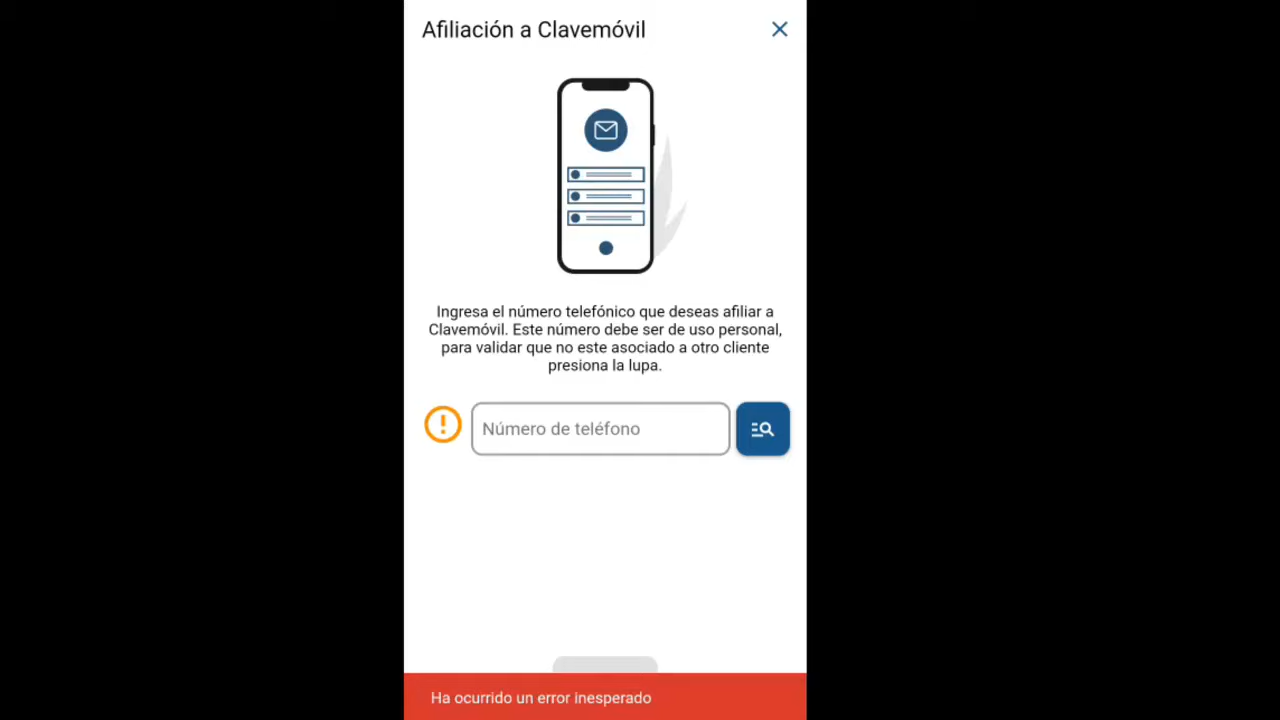 Afiliación a Clavemóvil
Ingresa el número telefónico que deseas afiliar a
Clavemóvil. Este número debe ser de uso personal,
para validar que no este asociado a otro cliente
presiona la lupa.
Número de teléfono
Ha ocurrido un error inesperado